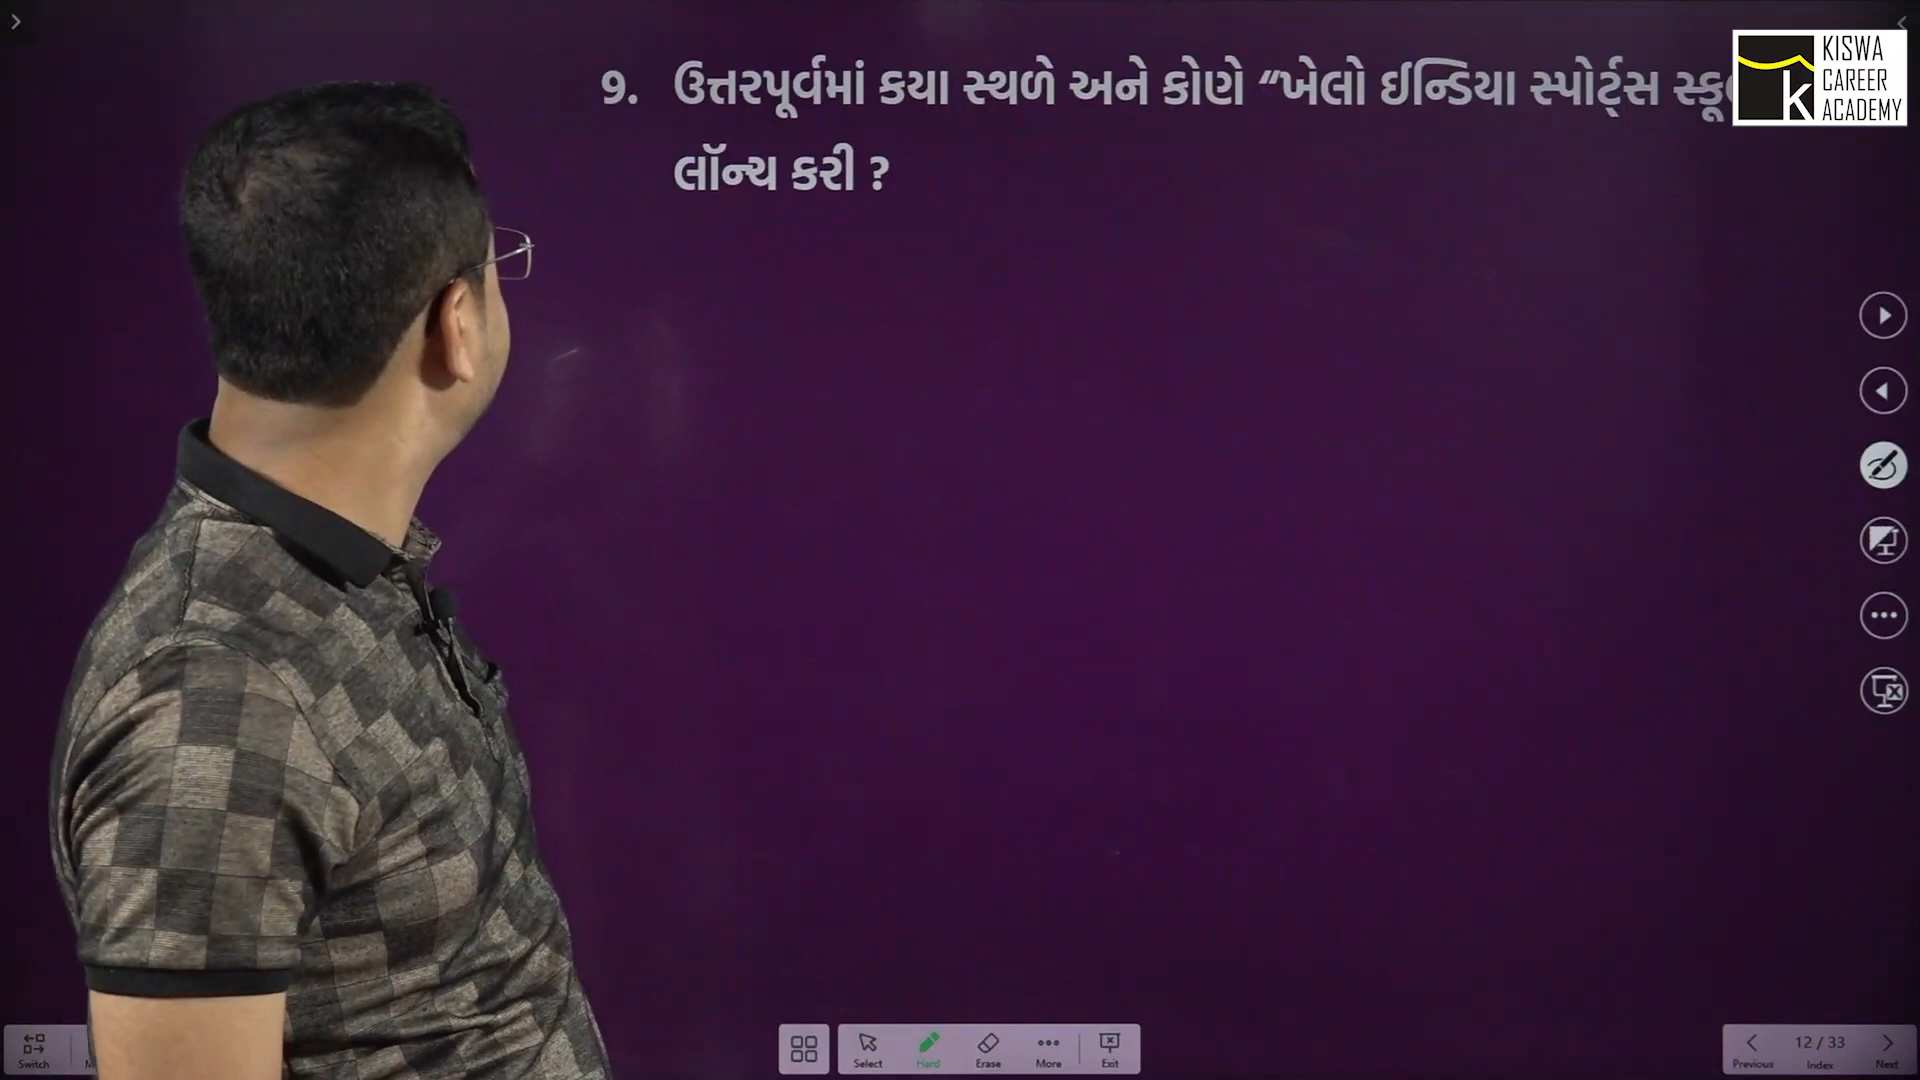 KISWA
CAREER
ACADEMY
9. ઉત્તરપૂર્વમાં કયા સ્થળે અને કોણે “ખેલો ઈન્ડિયા સ્પોર્ટ્સ
લૉન્ચ કરી ?
Switch
Select
Hard
Erase
More
Exit
Previous
12 / 33
Index
Next